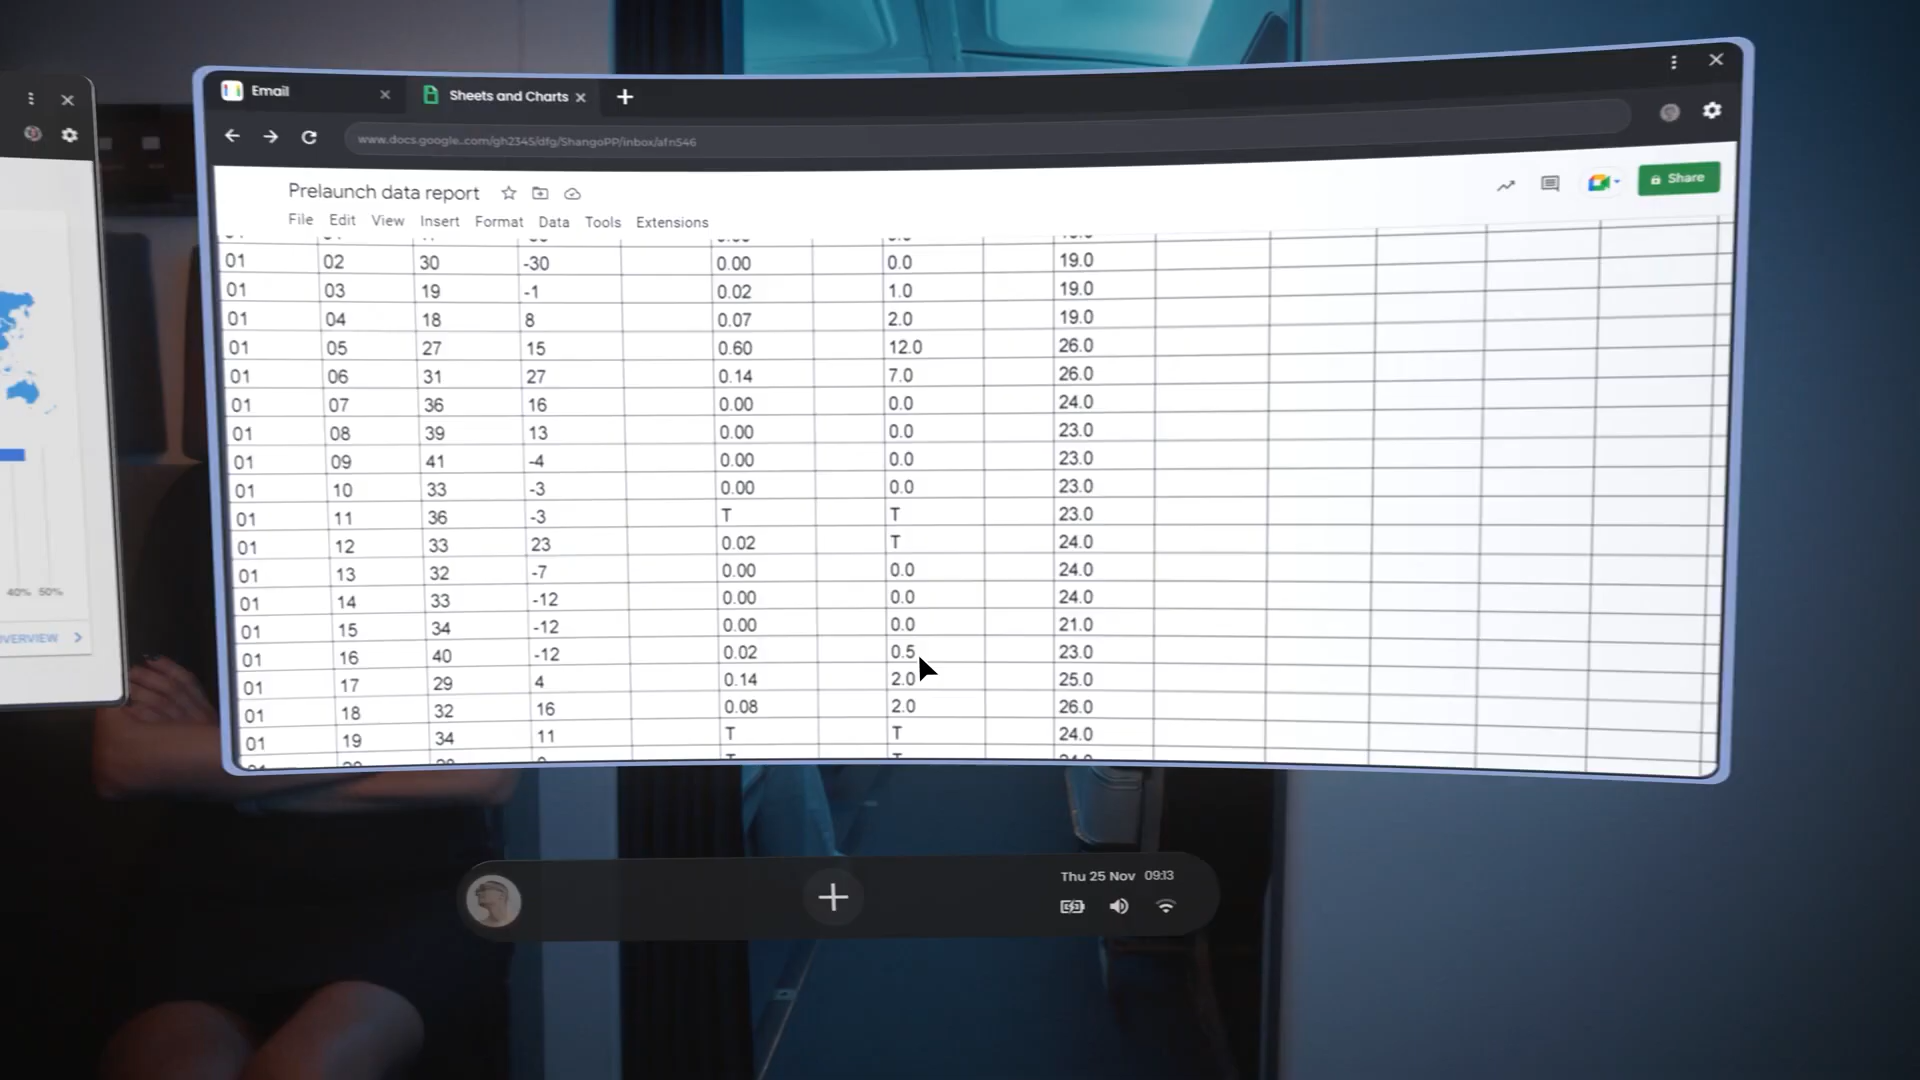 Email
Sheets and Charts
www.docs.google..com/gh2345/dfg/ShangoPP/inbox/afn546
Prelaunch data report
Share
File Edit View Insert Format Data Tools Extensions
01 02 30 -30 0.00 0.0 19.0
01 03 19 -1 0.02 1.0 19.0
01 04 18 8 0.07 2.0 19.0
01 05 27 15 0.60 12.0 26.0
01 06 31 27 0.14 7.0 26.0
01 07 36 16 0.00 0.0 24.0
01 08 39 13 0.00 0.0 23.0
01 09 41 -4 0.00 0.0 23.0
01 10 33 -3 0.00 0.0 23.0
01 11 36 -3 T T 23.0
01 12 33 23 0.02 T 24.0
01 13 32 -7 0.00 0.0 24.0
01 14 33 -12 0.00 0.0 24.0
01 15 34 -12 0.00 0.0 21.0
01 16 40 -12 0.02 0.5 23.0
01 17 29 4 0.14 2.0 25.0
01 18 32 16 0.08 2.0 26.0
01 19 34 11 T T 24.0
40% 50%
VERVIEW
Thu 25 Nov 09:13